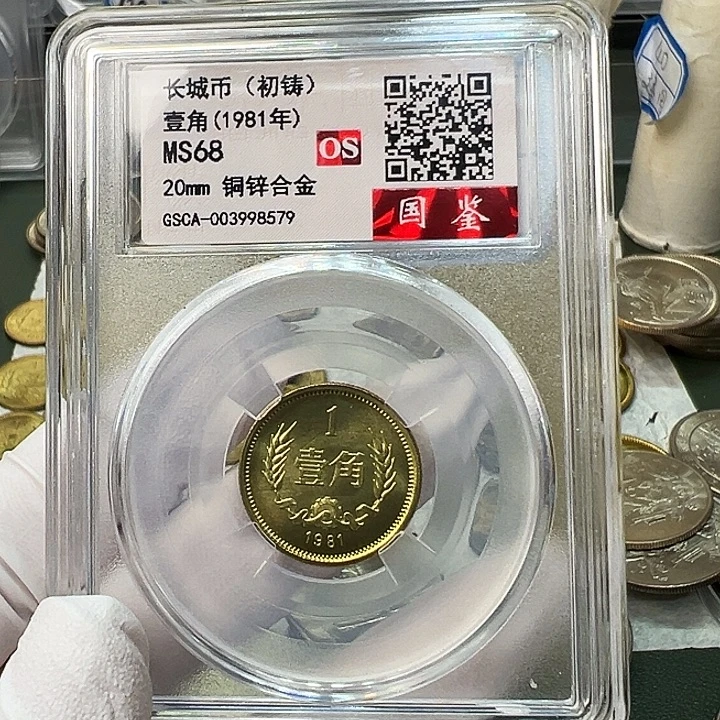 长城币（初铸）
壹角(1981年)
MS68
OS
20mm 铜锌合金
GSCA-003998579
国鉴
1
壹角
1981